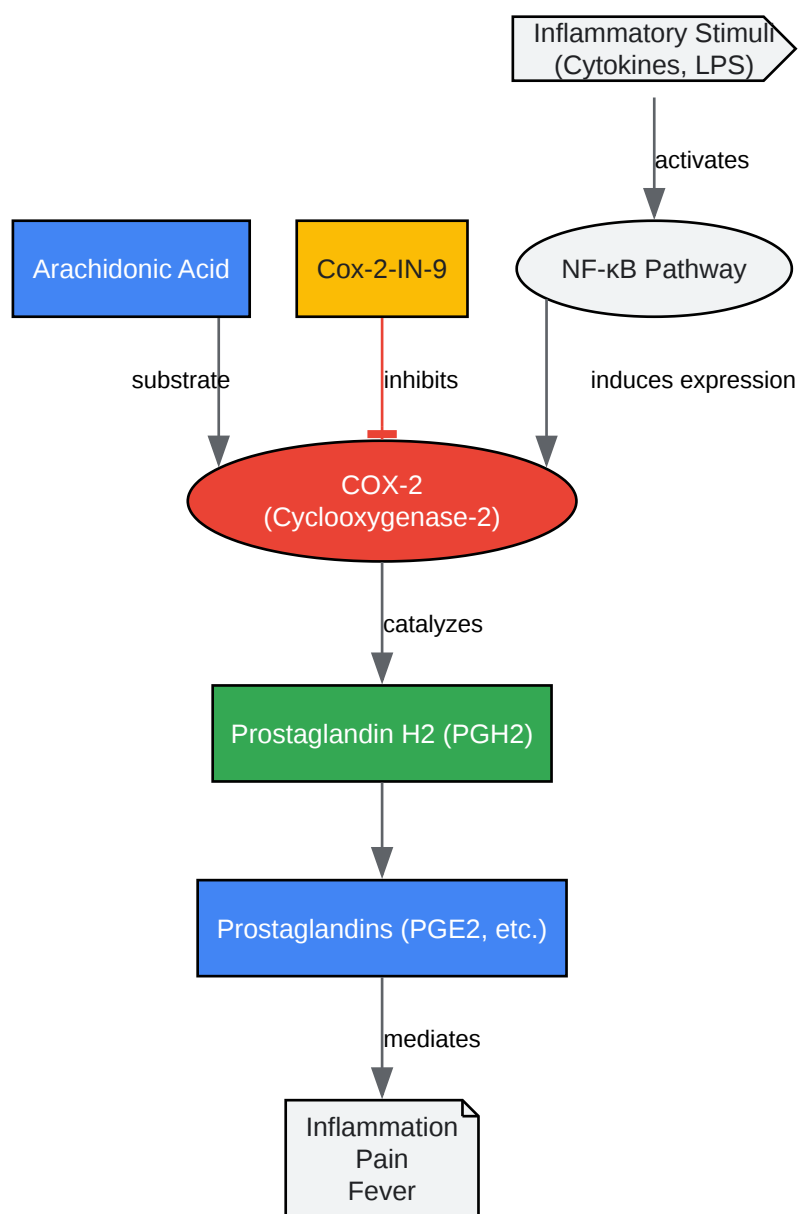 Inflammatory Stimuli
(Cytokines, LPS)
activates
Arachidonic Acid
Cox-2-IN-9
NF-κB Pathway
substrate
inhibits
induces expression
COX-2
(Cyclooxygenase-2)
catalyzes
Prostaglandin H2 (PGH2)
Prostaglandins (PGE2, etc.)
mediates
Inflammation
Pain
Fever